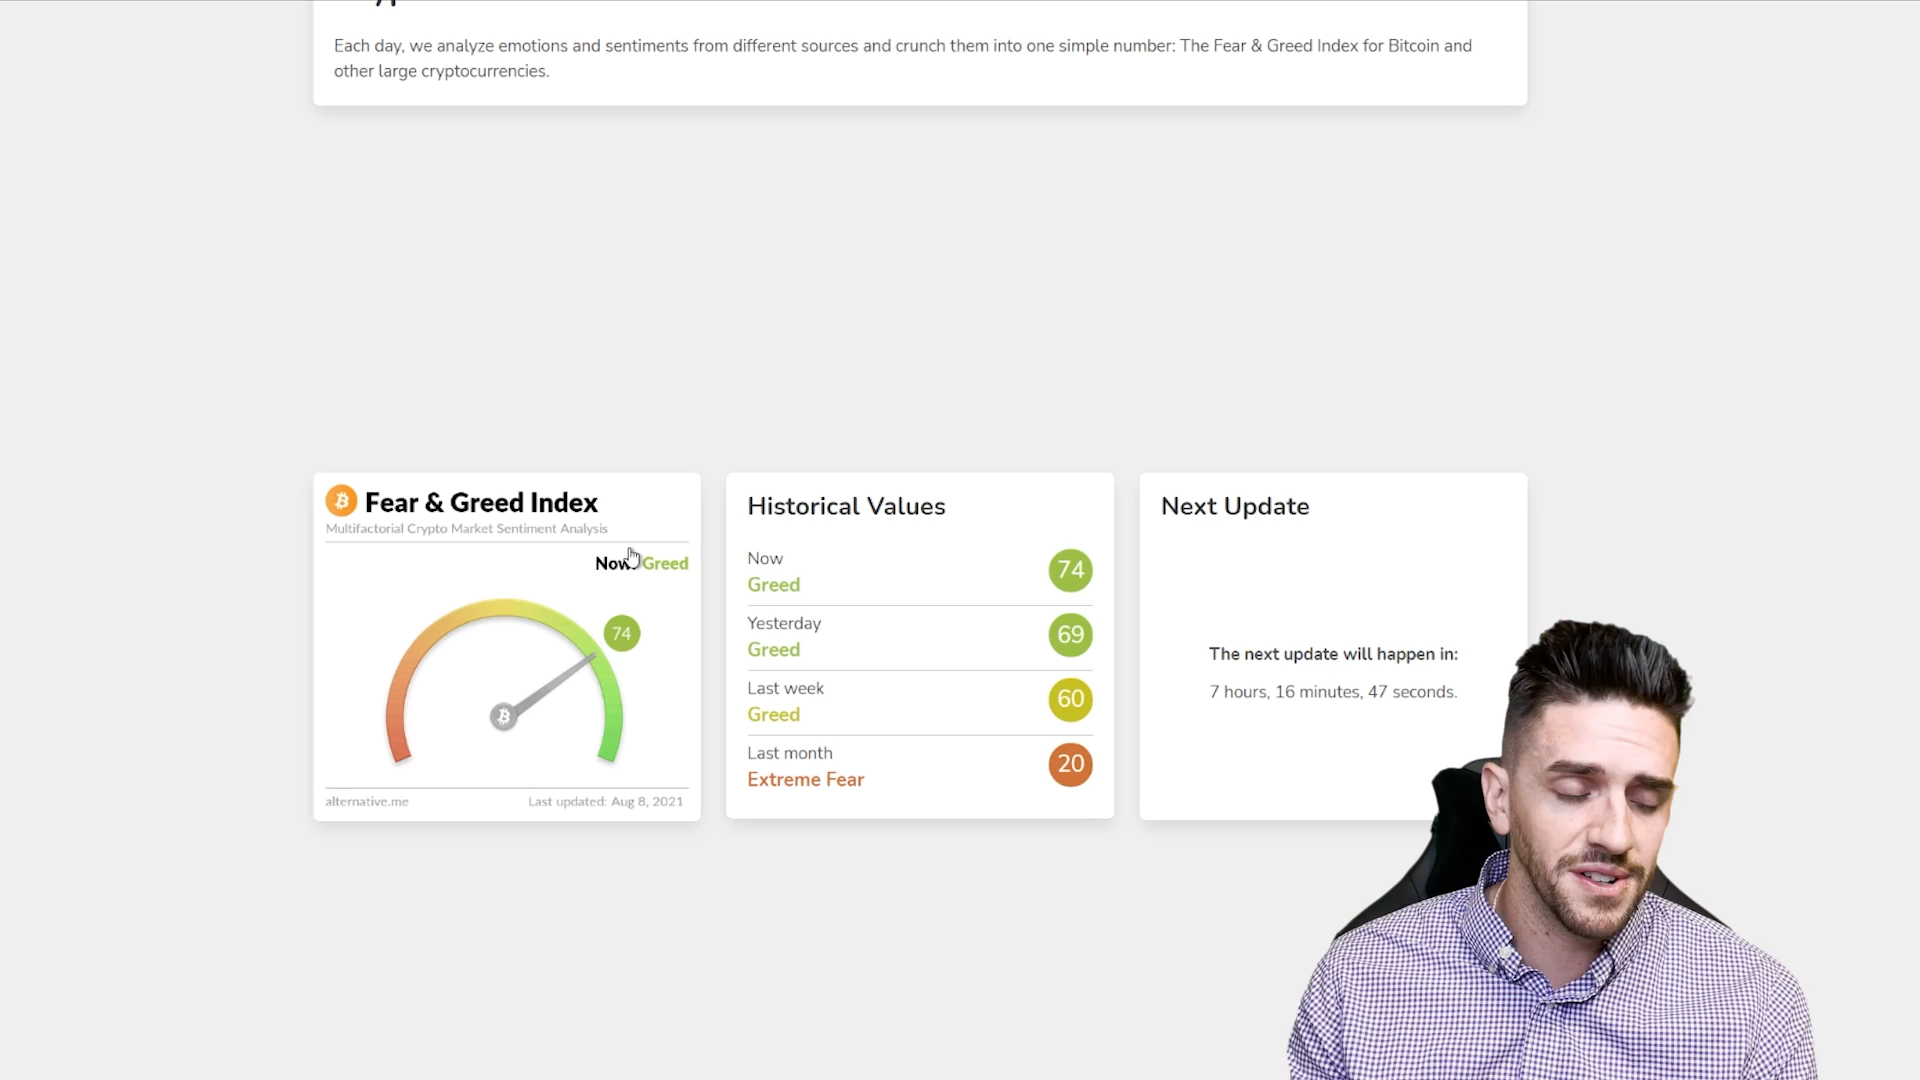 Each day, we analyze emotions and sentiments from different sources and crunch them into one simple number: The Fear & Greed Index for Bitcoin and
other large cryptocurrencies.
Fear & Greed Index
Multifactorial Crypto Market Sentiment Analysis
Now: Greed
74
alternative.me
Last updated: Aug 8, 2021
Historical Values
Now
Greed
74
Yesterday
Greed
69
Last week
Greed
60
Last month
Extreme Fear
20
Next Update
The next update will happen in:
7 hours, 16 minutes, 47 seconds.